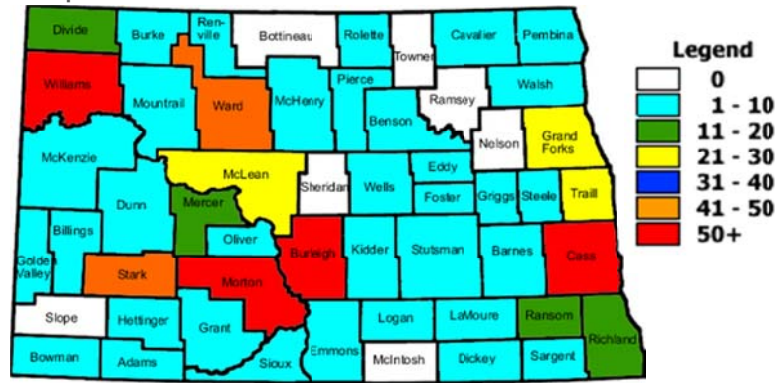 Divide
Burke
Ren-
ville
Bottineau
Rolette
Towner
Cavalier
Pembina
Williams
Mountrail
Ward
McHenry
Pierce
Benson
Ramsey
Walsh
Nelson
Grand
Forks
McKenzie
McLean
Sheridan
Wells
Eddy
Foster
Griggs
Steele
Traill
Dunn
Mercer
Oliver
Golden
Valley
Billings
Stark
Morton
Burleigh
Kidder
Stutsman
Barnes
Cass
Slope
Hettinger
Grant
Logan
LaMoure
Ransom
Richland
Bowman
Adams
Sioux
Emmons
McIntosh
Dickey
Sargent
Legend
0
1 - 10
11 - 20
21 - 30
31 - 40
41 - 50
50+